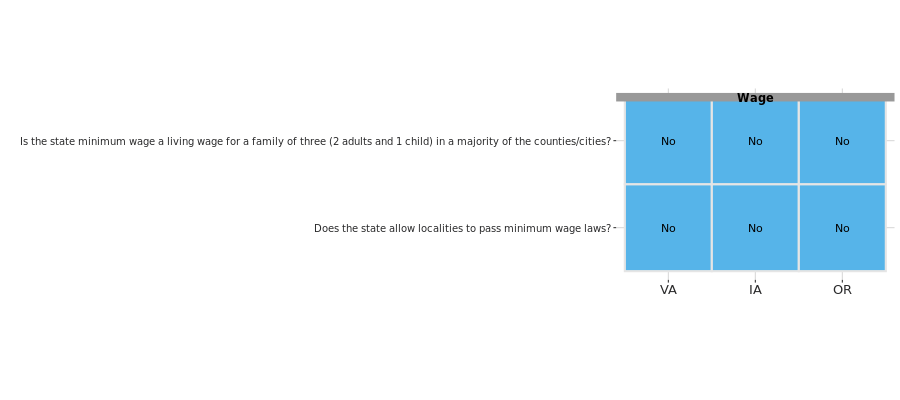 Wage
Is the state minimum wage a living wage for a family of three (2 adults and 1 child) in a majority of the counties/cities? No No No
Does the state allow localities to pass minimum wage laws? No No No
VA IA OR